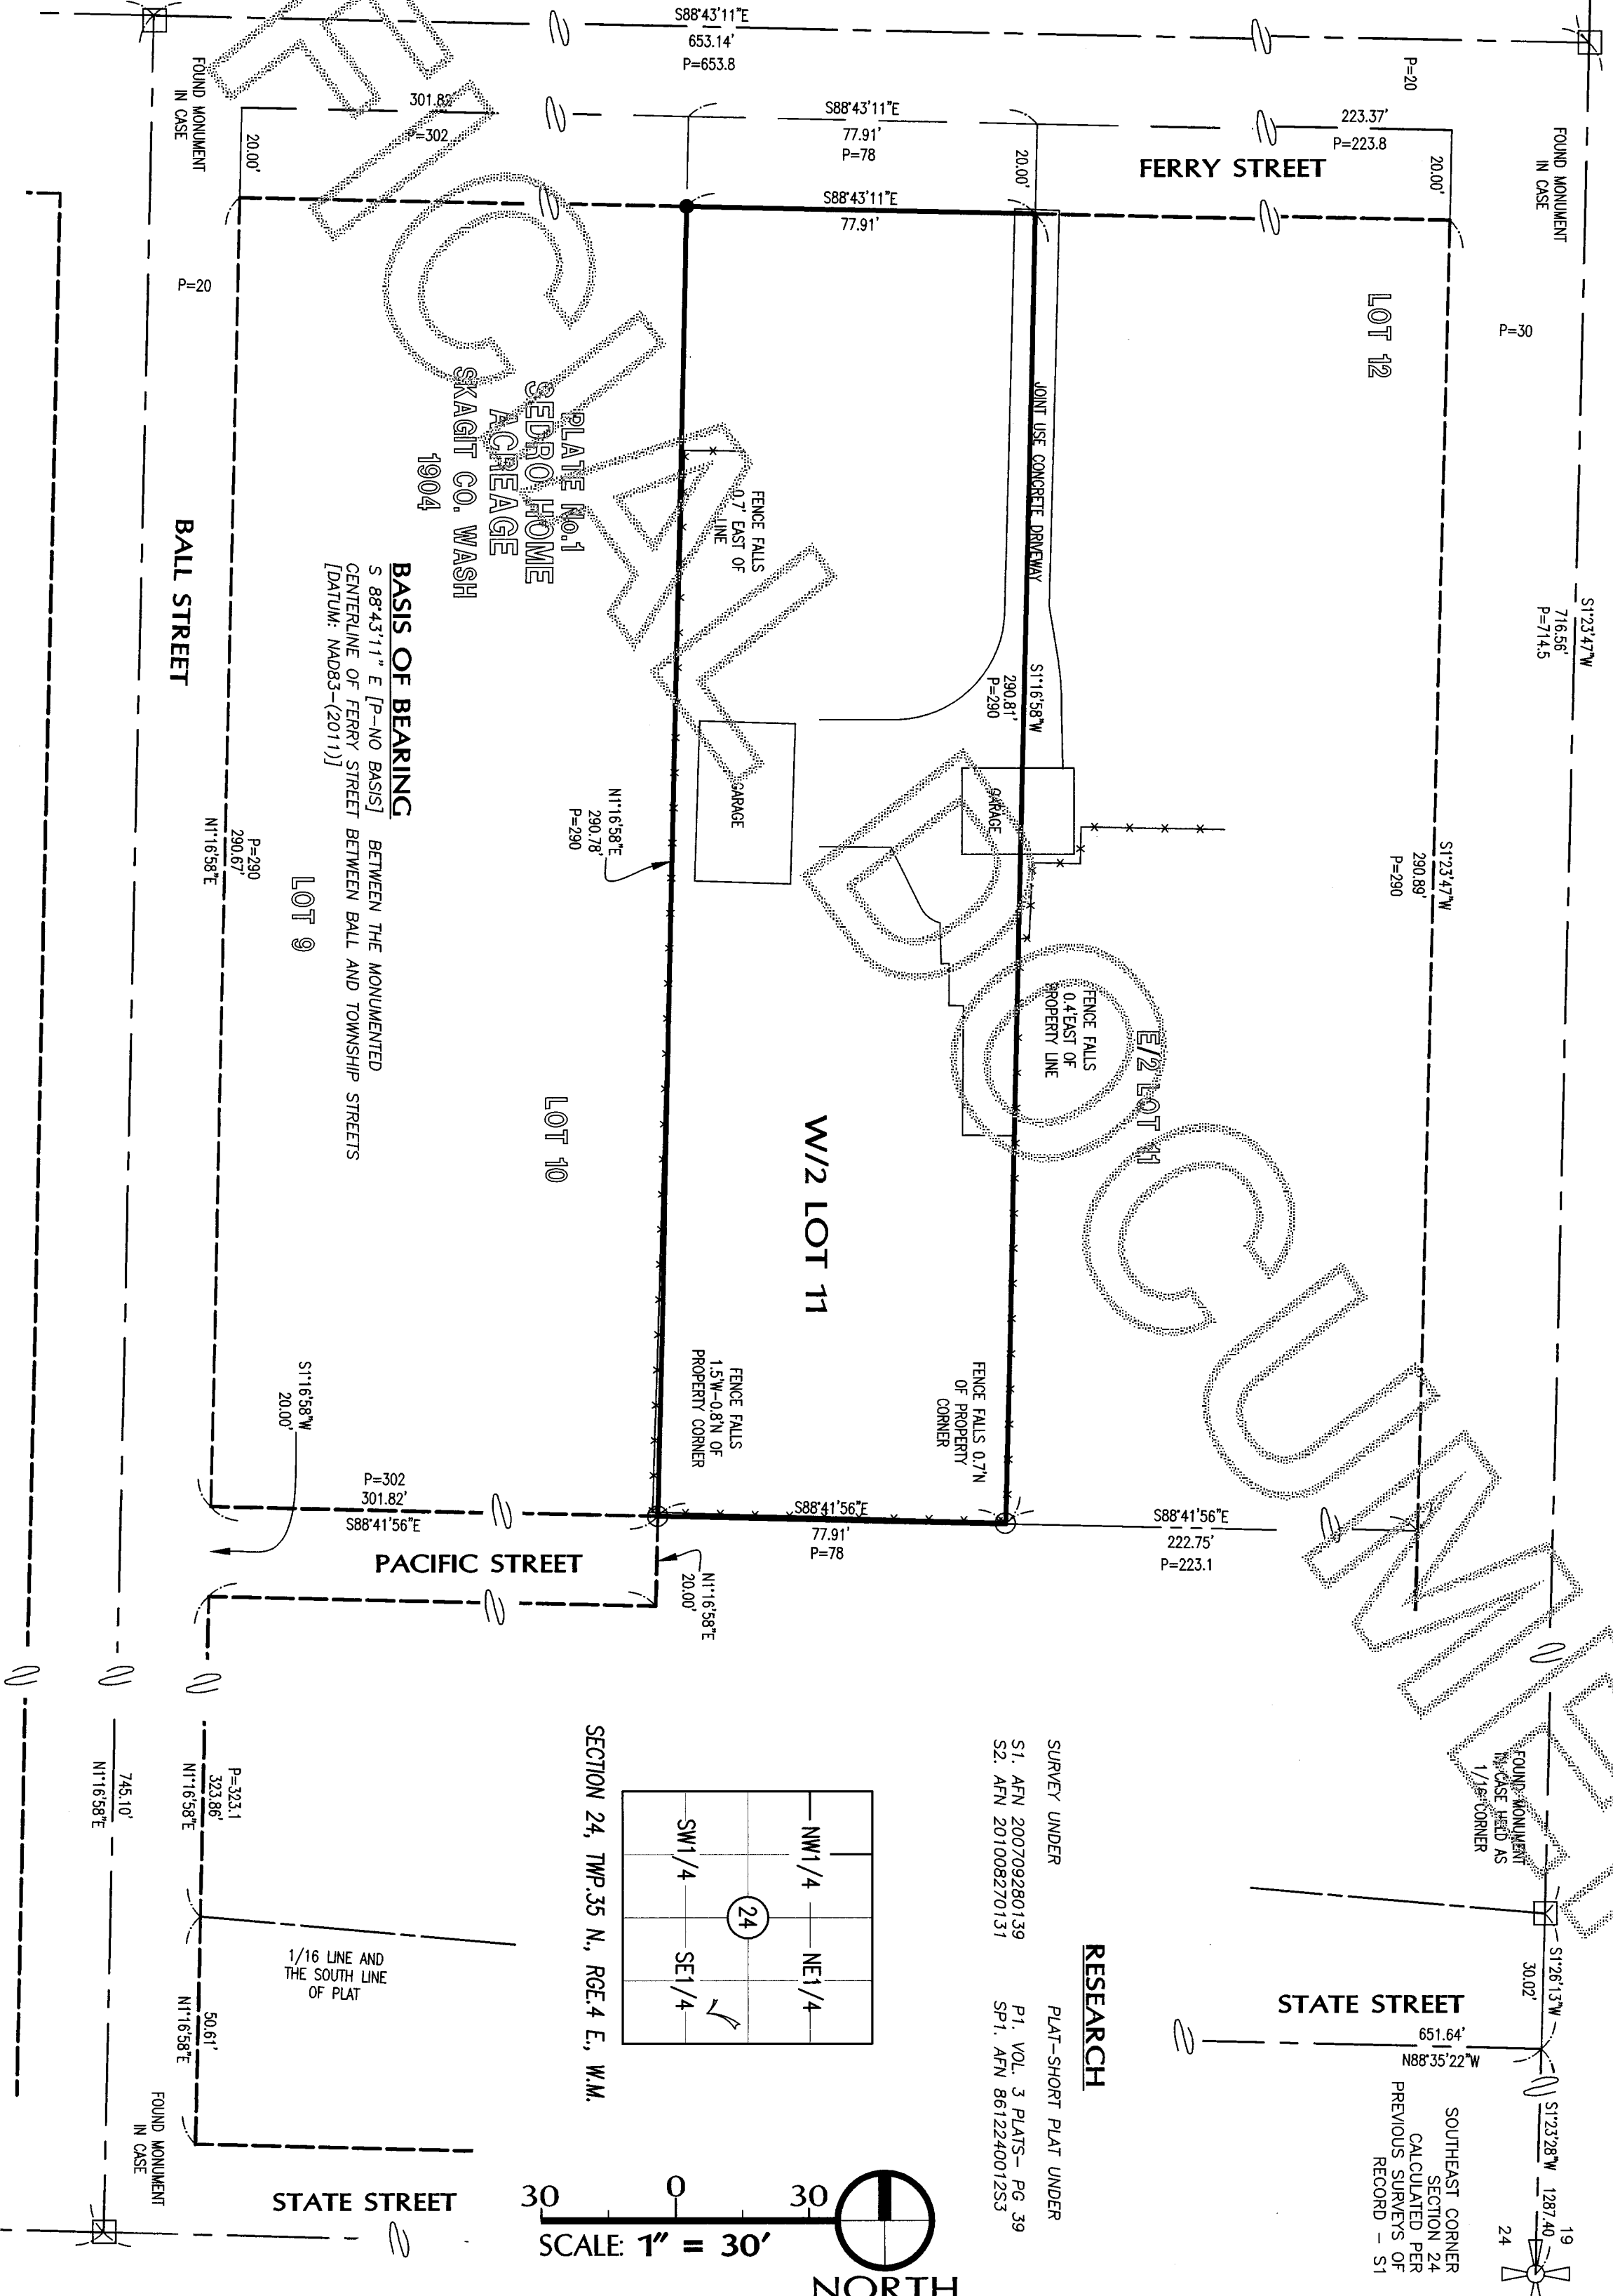 S88°43'11"E
653.14'
P=653.8
P=20
FOUND MONUMENT
IN CASE
FOUND MONUMENT
IN CASE
301.82
P=302
S88°43'11"E
77.91'
P=78
223.37'
P=223.8
FERRY STREET
20.00'
20.00'
20.00'
S88°43'11"E
77.91'
P=20
P=30
LOT 12
JOINT USE CONCRETE DRIVEWAY
PLATE No.1
SEDRO HOME
ACREAGE
SKAGIT CO. WASH
1904
FENCE FALLS
0.7' EAST OF
LINE
S1°23'47"W
716.56'
P=714.5
S1°16'58"W
290.81'
P=290
BALL STREET
BASIS OF BEARING
S 88°43'11" E [P-NO BASIS] BETWEEN THE MONUMENTED
CENTERLINE OF FERRY STREET BETWEEN BALL AND TOWNSHIP STREETS
[DATUM: NAD83-(2011)]
GARAGE
GARAGE
N1°16'58"E
290.78'
P=290
P=290
290.67'
N1°16'58"E
S1°23'47"W
290.89'
P=290
LOT 9
LOT 10
FENCE FALLS
0.4'EAST OF
PROPERTY LINE
E/2 LOT 11
W/2 LOT 11
FENCE FALLS
1.5'W-0.8'N OF
PROPERTY CORNER
FENCE FALLS 0.7'N
OF PROPERTY
CORNER
S1°16'58"W
20.00'
P=302
301.82'
S88°41'56"E
S88°41'56"E
77.91'
P=78
S88°41'56"E
222.75'
P=223.1
PACIFIC STREET
N1°16'58"E
20.00'
745.10'
N1°16'58"E
P=323.1
323.86'
N1°16'58"E
SECTION 24, TWP.35 N., RGE.4 E., W.M.
NW1/4
NE1/4
SW1/4
SE1/4
24
RESEARCH
SURVEY UNDER
S1. AFN 200709280139
S2. AFN 201008270131
PLAT-SHORT PLAT UNDER
P1. VOL. 3 PLATS- PG 39
SP1. AFN 8612240012S3
FOUND MONUMENT
IN CASE HELD AS
1/16 CORNER
1/16 LINE AND
THE SOUTH LINE
OF PLAT
50.61'
N1°16'58"E
FOUND MONUMENT
IN CASE
S1°26'13"W
30.02'
STATE STREET
651.64'
N88°35'22"W
S1°23'28"W 1287.40
SOUTHEAST CORNER
SECTION 24
CALCULATED PER
PREVIOUS SURVEYS OF
RECORD - S1
19
24
STATE STREET
30 0 30
SCALE: 1" = 30'
NORTH
FICIAL DOCUME